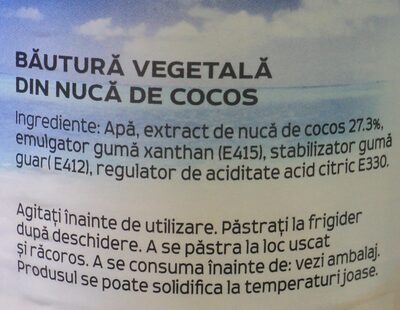 BĂUTURĂ VEGETALĂ
DIN NUCĂ DE COCOS
Ingrediente: Apă, extract de nucă de cocos 27.3%,
emulgator gumă xanthan (E415), stabilizator gumă
guar( E412), regulator de aciditate acid citric E330.
Agitați înainte de utilizare. Păstrați la frigider
după deschidere. A se păstra la loc uscat
și răcoros. A se consuma înainte de: vezi ambalaj.
Produsul se poate solidifica la temperaturi joase.